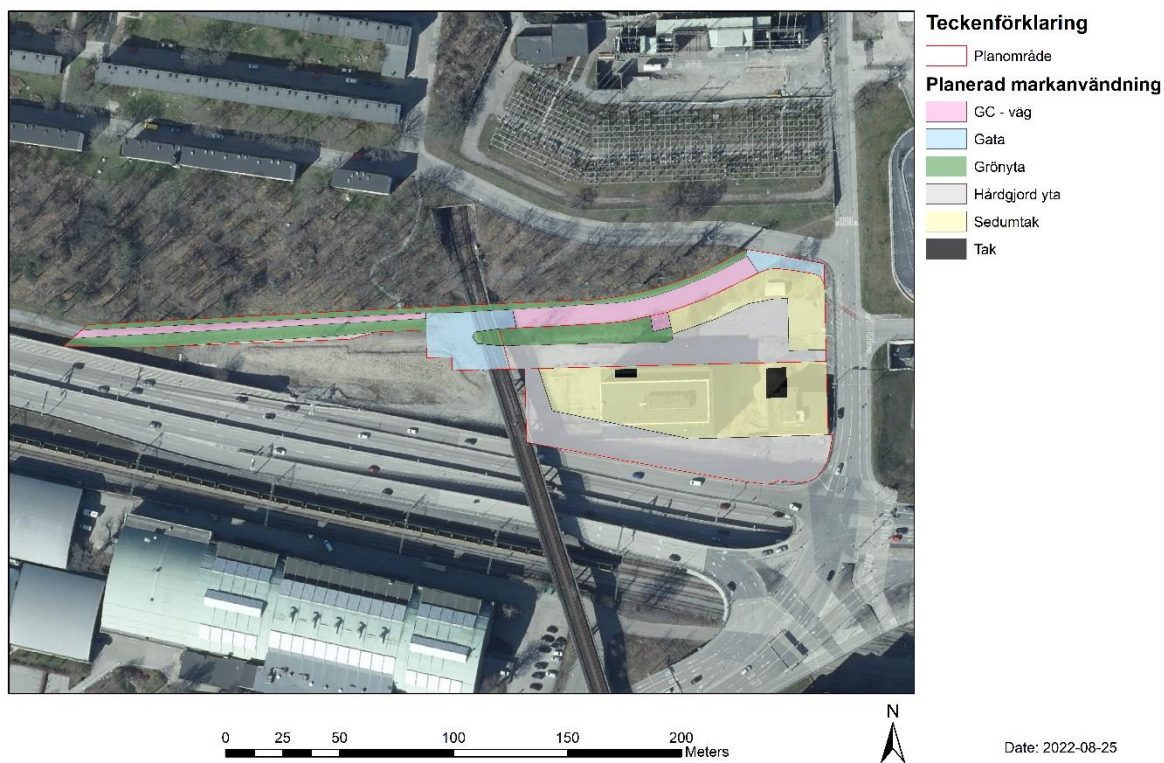 Teckenförklaring
Planområde
Planerad markanvändning
GC - väg
Gata
Grönyta
Hårdgjord yta
Sedumtak
Tak
N
0 25 50 100 150 200
Meters
Date: 2022-08-25